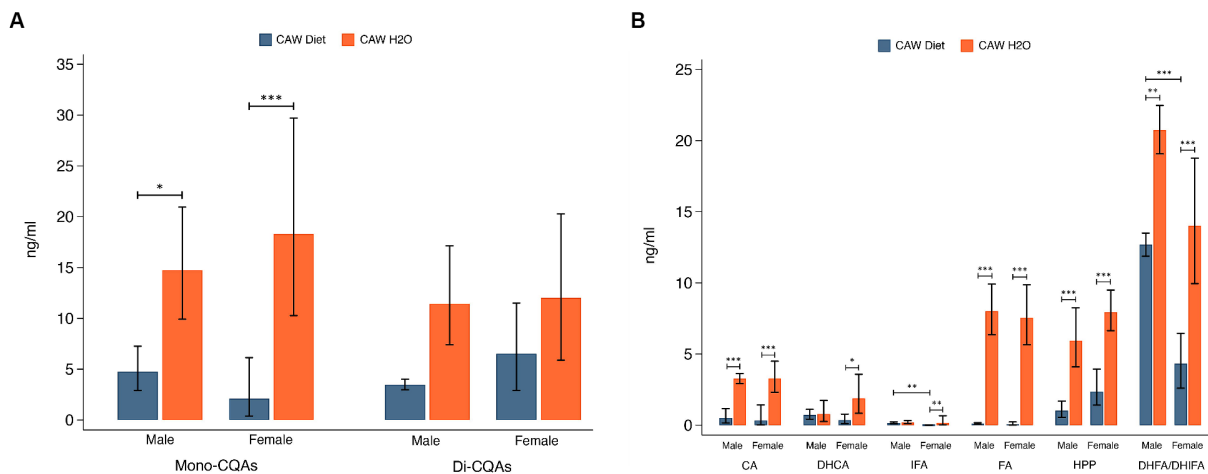 A
CAW Diet CAW H2O
35
30
25
20
15
10
5
0
ng/ml
*
***
Male Female Male Female
Mono-CQAs Di-CQAs
B
CAW Diet CAW H2O
25
20
15
10
5
0
ng/ml
***
***
*
**
**
***
***
***
***
***
**
***
Male Female Male Female Male Female Male Female Male Female Male Female
CA DHCA IFA FA HPP DHFA/DHIFA